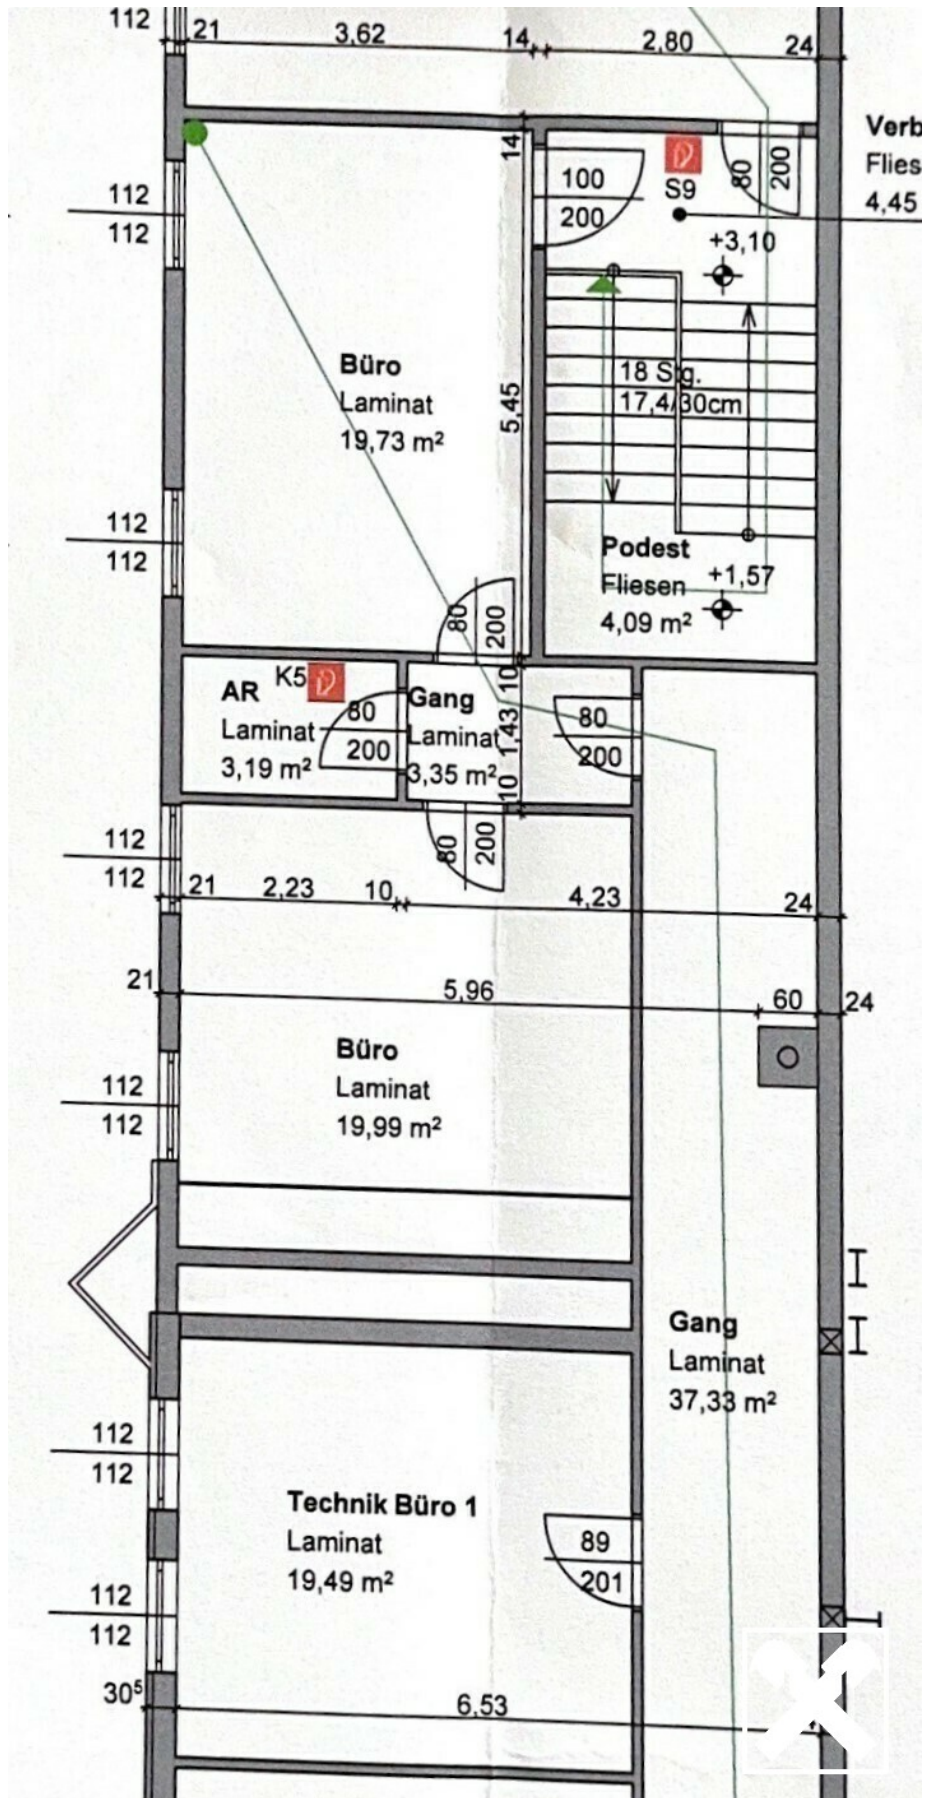 112
21
3,62
14
2,80
24
14
100
200
S9
80
200
Verb
Flies
4,45
112
112
+3,10
Büro
Laminat
19,73 m²
5,45
18 Stg.
17,4/30cm
112
112
Podest
Fliesen
4,09 m²
+1,57
80
200
K5
AR
Laminat
3,19 m²
80
200
Gang
Laminat
3,35 m²
10
1,43
10
80
200
80
200
112
112
21
2,23
10
4,23
24
21
5,96
60
24
Büro
Laminat
19,99 m²
112
112
Gang
Laminat
37,33 m²
112
112
Technik Büro 1
Laminat
19,49 m²
89
201
112
112
30⁵
6,53